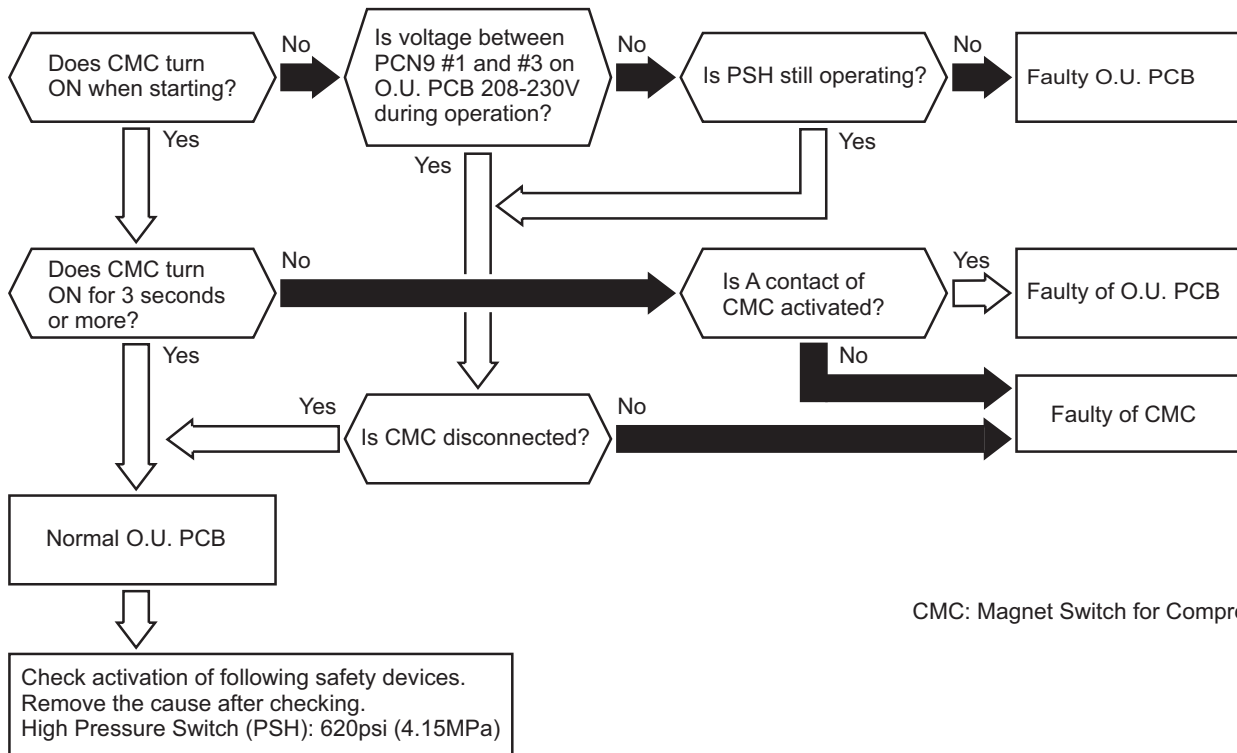 Does CMC turn
ON when starting?
No
Is voltage between
PCN9 #1 and #3 on
O.U. PCB 208-230V
during operation?
No
Is PSH still operating?
No
Faulty O.U. PCB
Yes
Yes
Yes
Does CMC turn
ON for 3 seconds
or more?
No
Is A contact of
CMC activated?
Yes
Faulty of O.U. PCB
Yes
No
Yes
Is CMC disconnected?
No
Faulty of CMC
Normal O.U. PCB
CMC: Magnet Switch for Compre
Check activation of following safety devices.
Remove the cause after checking.
High Pressure Switch (PSH): 620psi (4.15MPa)